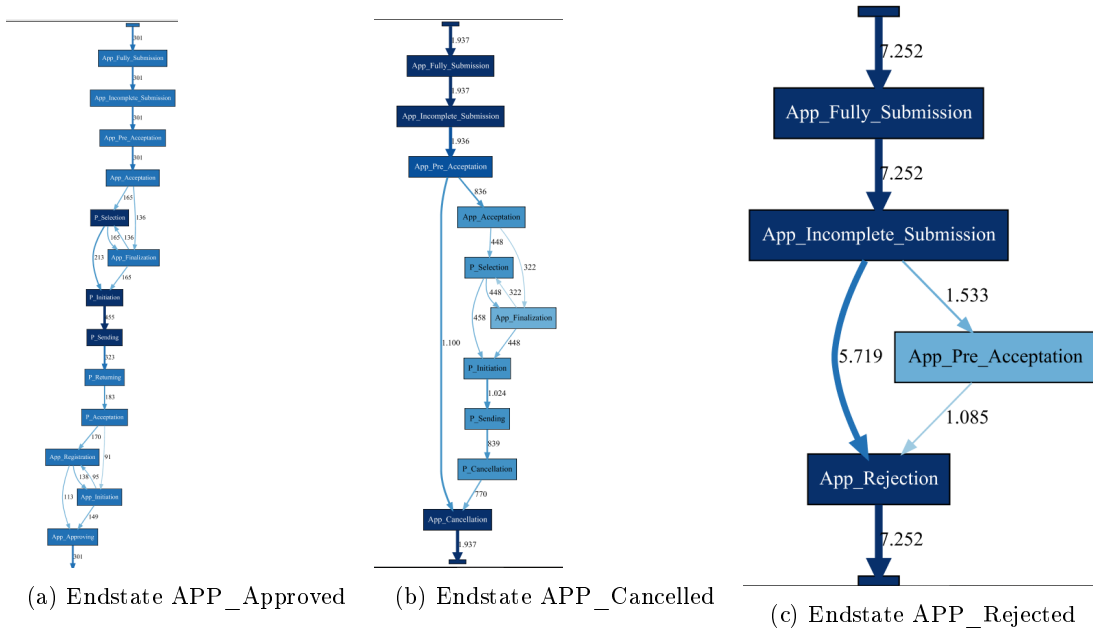 301
App_Fully_Submission
301
App_Incomplete_Submission
301
App_Pre_Acceptation
301
App_Acceptation
165
P_Selection
136
165
136
App_Finalization
213
165
P_Initiation
455
P_Sending
323
P_Returning
183
P_Acceptation
170
91
App_Registration
138
95
113
App_Initiation
149
App_Approving
301
(a) Endstate APP_Approved
1.937
App_Fully_Submission
1.937
App_Incomplete_Submission
1.936
App_Pre_Acceptation
836
App_Acceptation
448
322
P_Selection
448
322
458
App_Finalization
1.100
448
P_Initiation
1.024
P_Sending
839
P_Cancellation
770
App_Cancellation
1.937
(b) Endstate APP_Cancelled
7.252
App_Fully_Submission
7.252
App_Incomplete_Submission
1.533
5.719
App_Pre_Acceptation
1.085
App_Rejection
7.252
(c) Endstate APP_Rejected